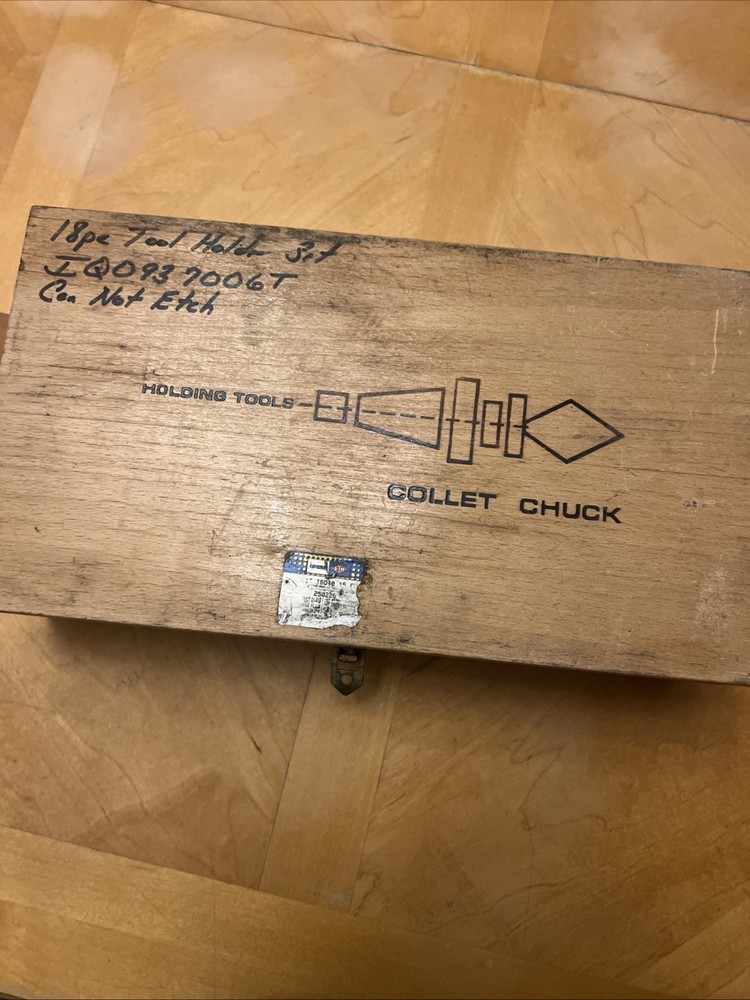 18pc Tool Holder Set
IQ0937006T
Can Not Etch
HOLDING TOOLS
COLLET CHUCK